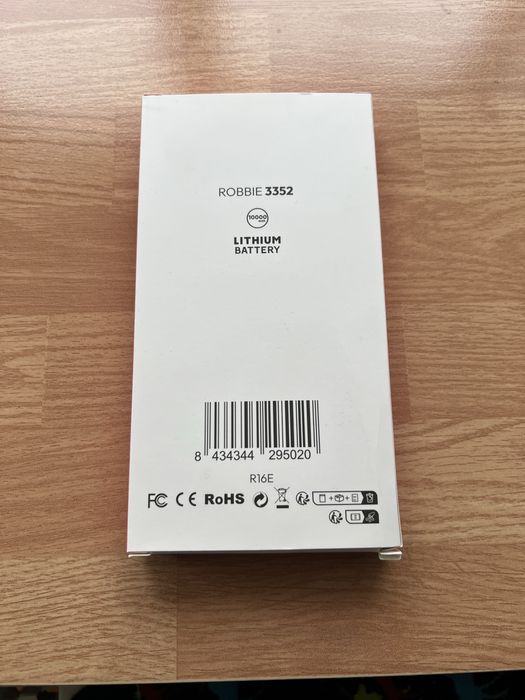 ROBBIE 3352
10000
LITHIUM
BATTERY
8 434344 295020
R16E
FC CE RoHS